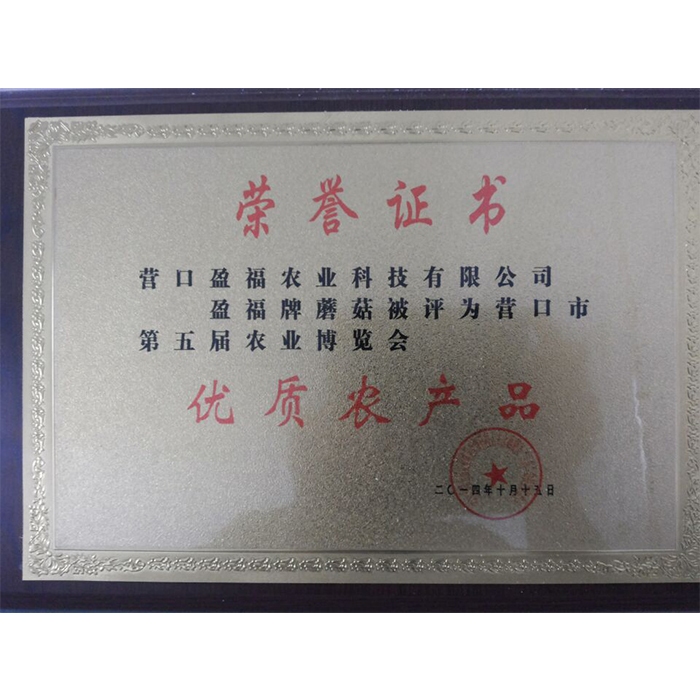 荣誉证书
营口盈福农业科技有限公司
盈福牌蘑菇被评为营口市
第五届农业博览会
优质农产品
二〇一四年十月十五日